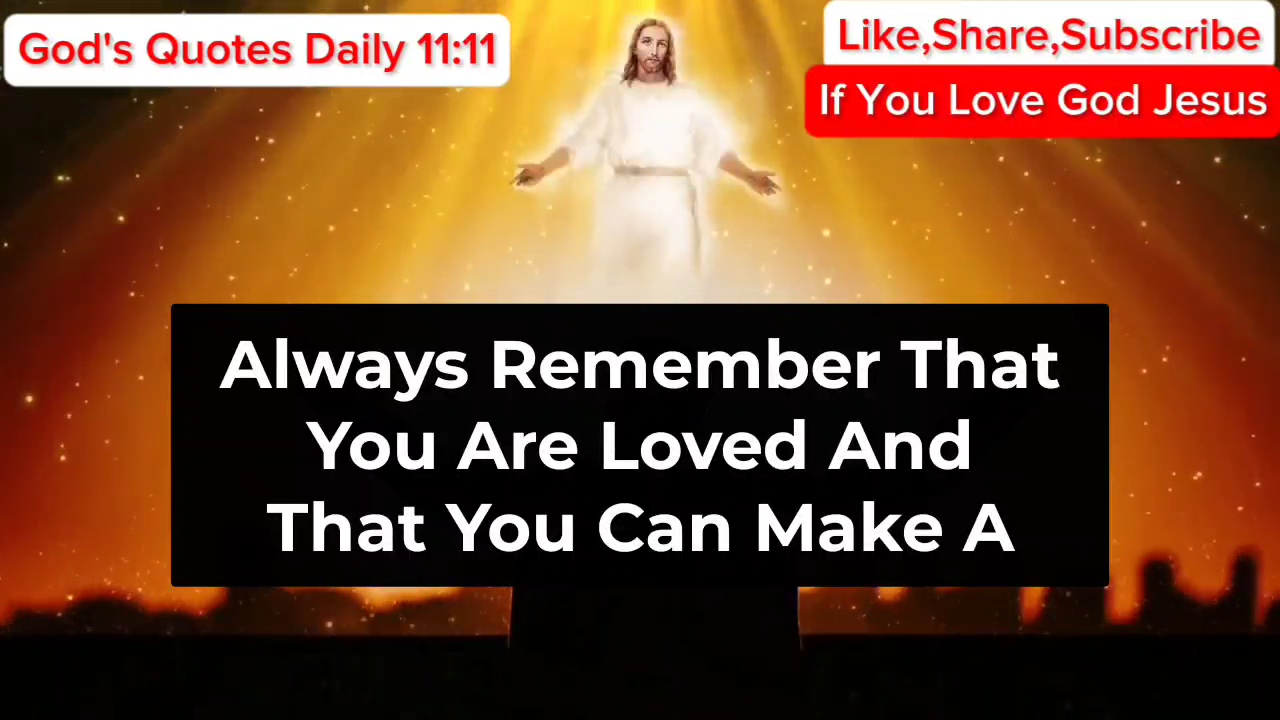 God's Quotes Daily 11:11
Like,Share,Subscribe
If You Love God Jesus
Always Remember That
You Are Loved And
That You Can Make A